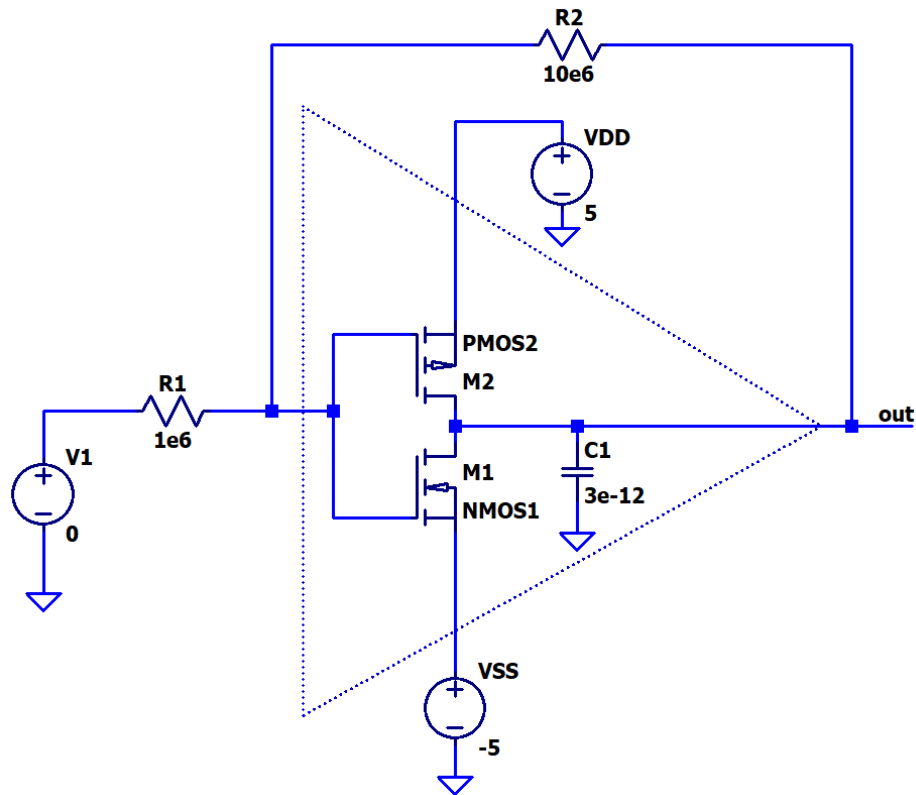 R2
10e6
VDD
5
PMOS2
M2
R1
1e6
out
V1
0
M1
NMOS1
C1
3e-12
VSS
-5